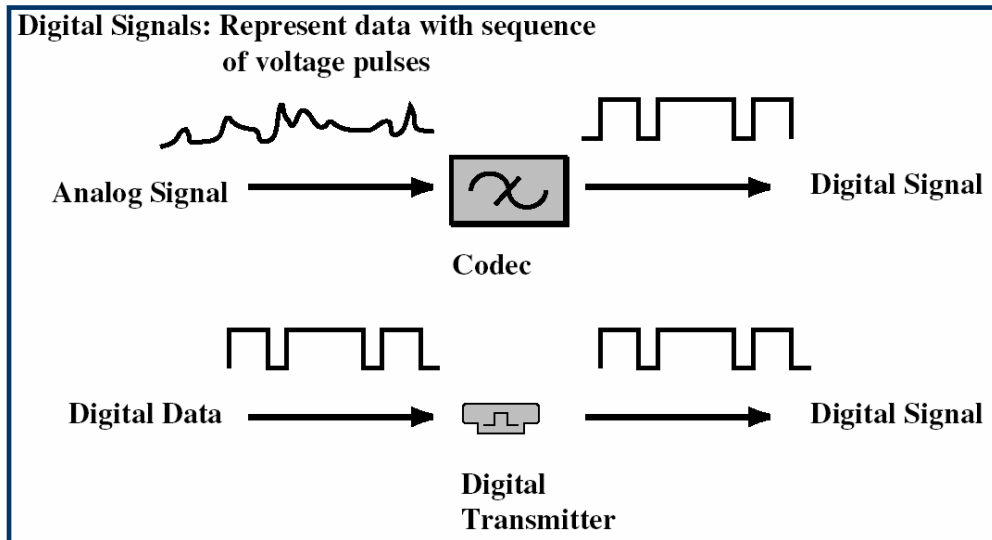 Digital Signals: Represent data with sequence
of voltage pulses
Analog Signal
Digital Signal
Codec
Digital Data
Digital Signal
Digital
Transmitter